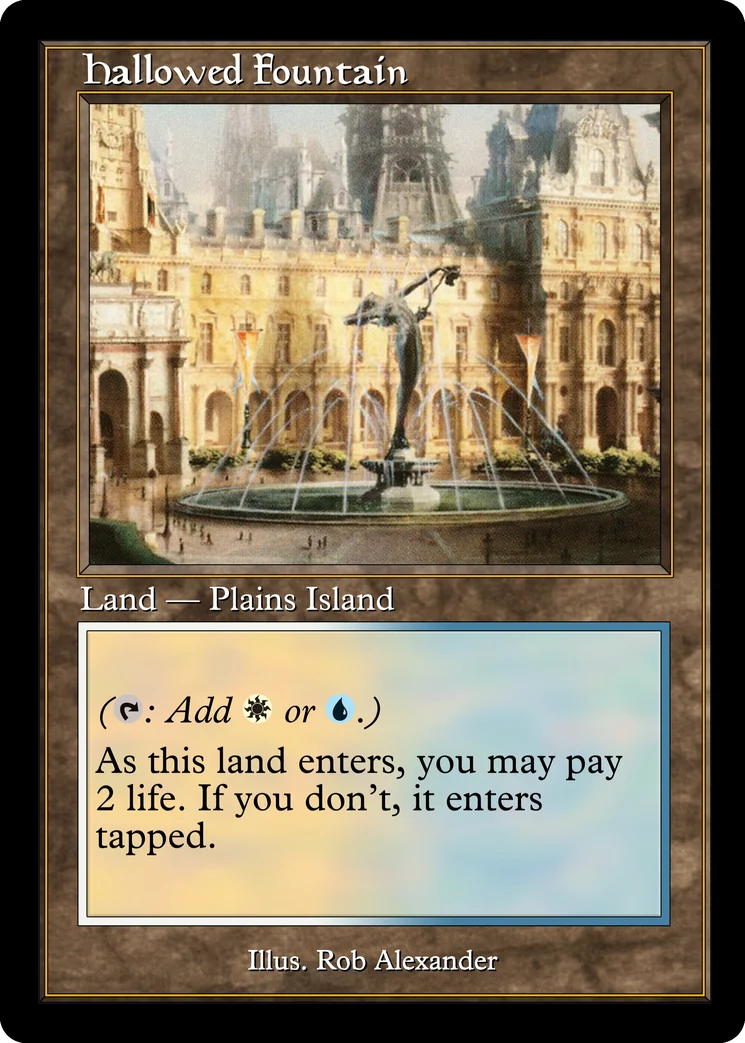 Hallowed Fountain
Land — Plains Island
(: Add or .)
As this land enters, you may pay
2 life. If you don't, it enters
tapped.
Illus. Rob Alexander